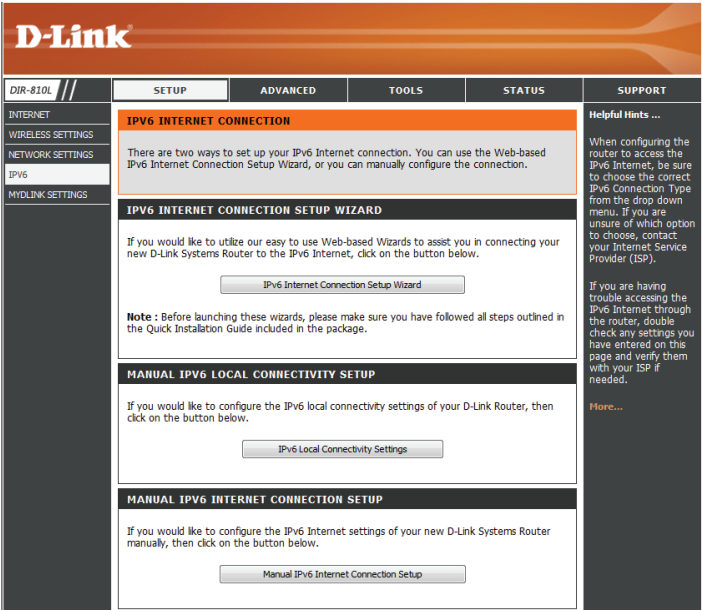 D-Link®
DIR-810L
SETUP
ADVANCED
TOOLS
STATUS
SUPPORT
INTERNET
WIRELESS SETTINGS
NETWORK SETTINGS
IPV6
MYDLINK SETTINGS
IPV6 INTERNET CONNECTION
There are two ways to set up your IPv6 Internet connection. You can use the Web-based
IPv6 Internet Connection Setup Wizard, or you can manually configure the connection.
IPV6 INTERNET CONNECTION SETUP WIZARD
If you would like to utilize our easy to use Web-based Wizards to assist you in connecting your
new D-Link Systems Router to the IPv6 Internet, click on the button below.
IPv6 Internet Connection Setup Wizard
Note : Before launching these wizards, please make sure you have followed all steps outlined in
the Quick Installation Guide included in the package.
MANUAL IPV6 LOCAL CONNECTIVITY SETUP
If you would like to configure the IPv6 local connectivity settings of your D-Link Router, then
click on the button below.
IPv6 Local Connectivity Settings
MANUAL IPV6 INTERNET CONNECTION SETUP
If you would like to configure the IPv6 Internet settings of your new D-Link Systems Router
manually, then click on the button below.
Manual IPv6 Internet Connection Setup
Helpful Hints ...
When configuring the
router to access the
IPv6 Internet, be sure
to choose the correct
IPv6 Connection Type
from the drop down
menu. If you are
unsure of which option
to choose, contact
your Internet Service
Provider (ISP).
If you are having
trouble accessing the
IPv6 Internet through
the router, double
check any settings you
have entered on this
page and verify them
with your ISP if
needed.
More...